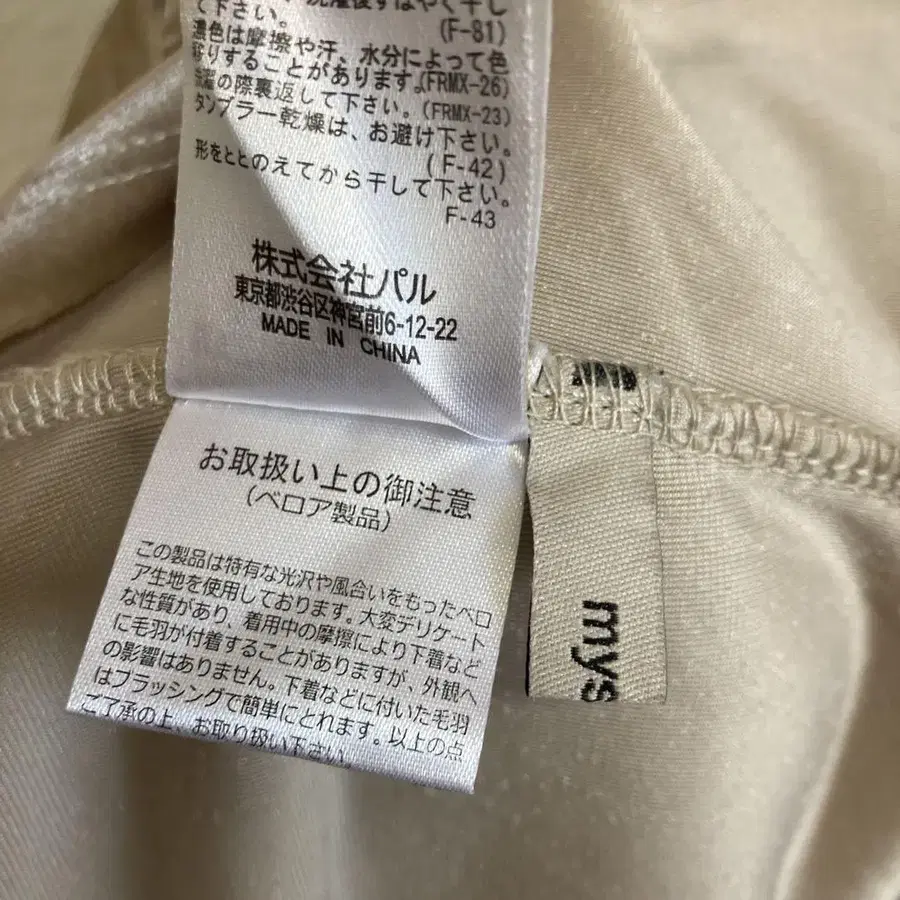 て下さい。
(F-81)
濃色は摩擦や汗、水分によって色
移りすることがあります。(FRMX-26)
洗濯の際裏返して下さい。(FRMX-23)
タンブラー乾燥は、お避け下さい。
(F-42)
形をととのえてから干して下さい。
F-43
株式会社パル
東京都渋谷区神宮前6-12-22
MADE IN CHINA
お取扱い上の御注意
(ベロア製品)
この製品は特有な光沢や風合いをもったベロ
ア生地を使用しております。大変デリケート
な性質があり、着用中の摩擦により下着など
に毛羽が付着することがありますが、外観へ
の影響はありません。下着などに付いた毛羽
はブラッシングで簡単にとれます。以上の点
ご了承の上、お取り扱い下さい。
mys